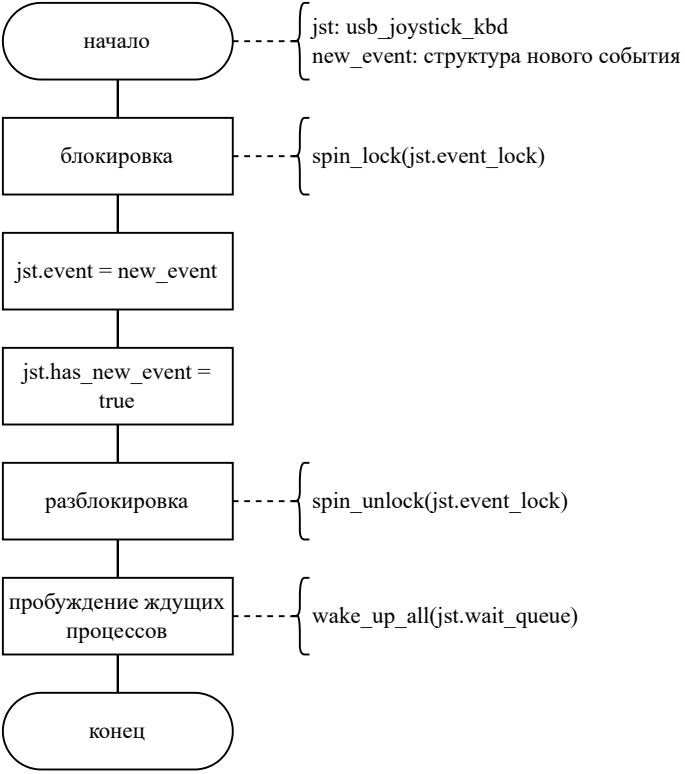 начало
jst: usb_joystick_kbd
new_event: структура нового события
блокировка
spin_lock(jst.event_lock)
jst.event = new_event
jst.has_new_event =
true
разблокировка
spin_unlock(jst.event_lock)
пробуждение ждущих
процессов
wake_up_all(jst.wait_queue)
конец